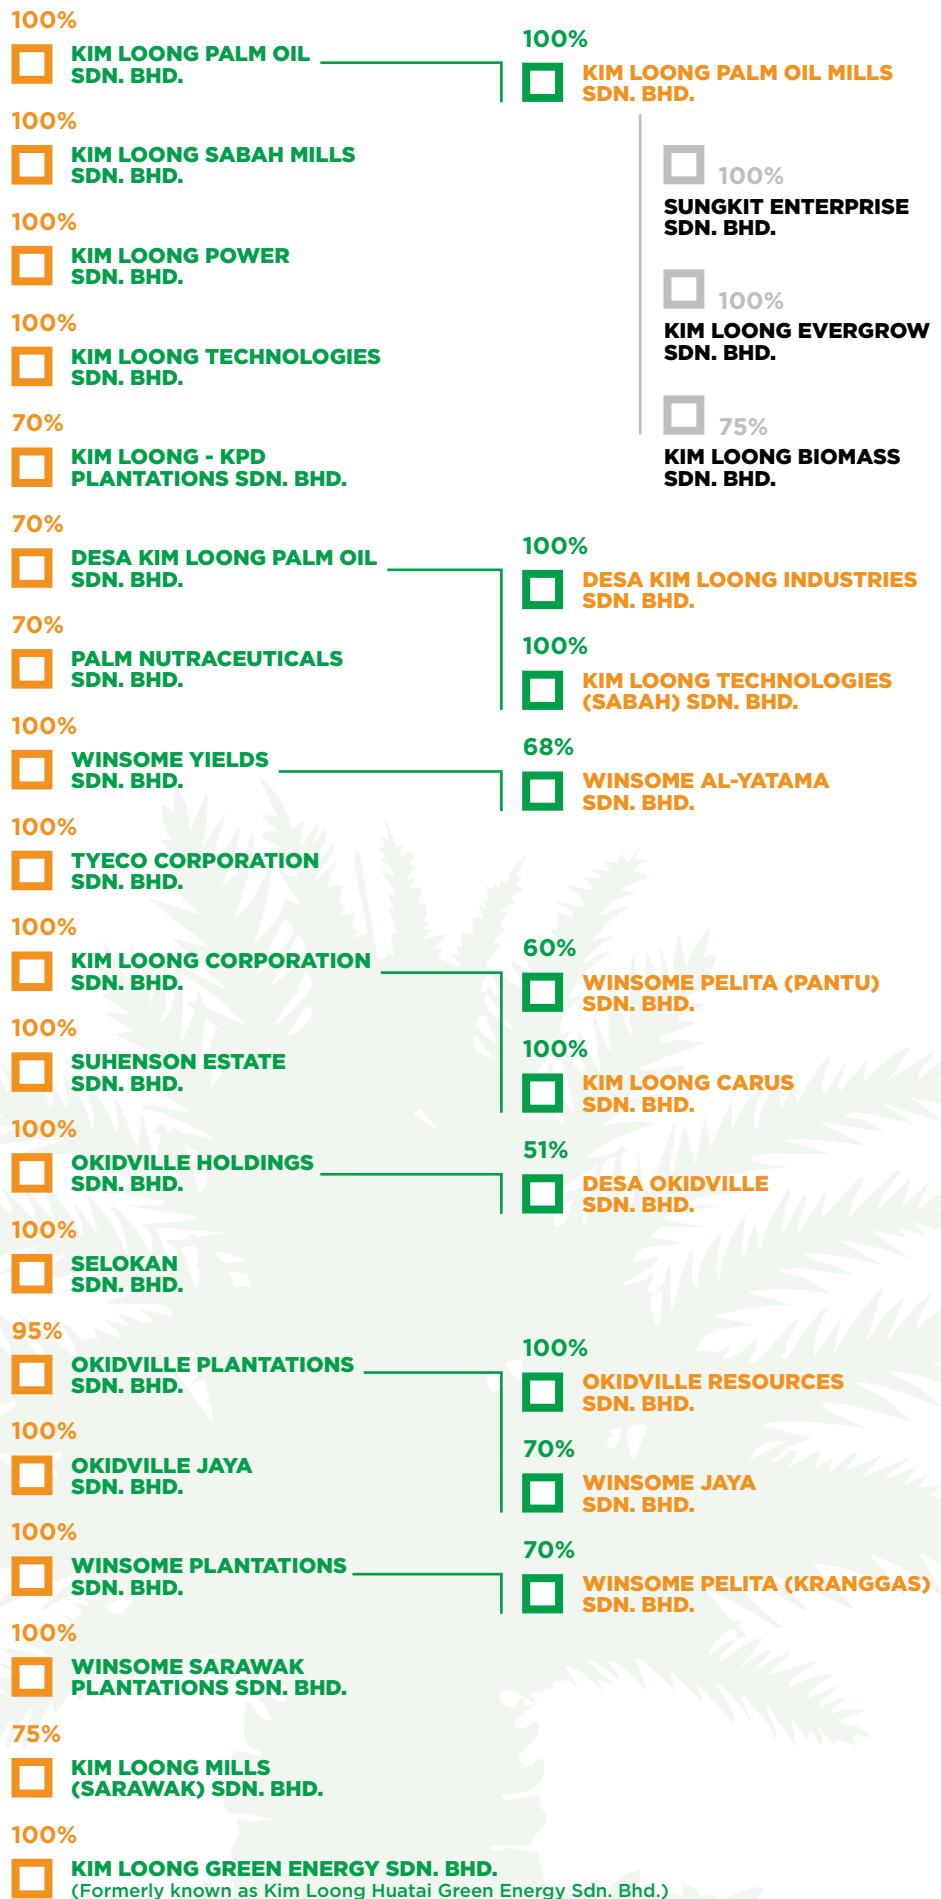 100%
KIM LOONG PALM OIL
SDN. BHD.
100%
KIM LOONG PALM OIL MILLS
SDN. BHD.
100%
SUNGKIT ENTERPRISE
SDN. BHD.
100%
KIM LOONG EVERGROW
SDN. BHD.
75%
KIM LOONG BIOMASS
SDN. BHD.
100%
KIM LOONG SABAH MILLS
SDN. BHD.
100%
KIM LOONG POWER
SDN. BHD.
100%
KIM LOONG TECHNOLOGIES
SDN. BHD.
70%
KIM LOONG - KPD
PLANTATIONS SDN. BHD.
70%
DESA KIM LOONG PALM OIL
SDN. BHD.
100%
DESA KIM LOONG INDUSTRIES
SDN. BHD.
100%
KIM LOONG TECHNOLOGIES
(SABAH) SDN. BHD.
70%
PALM NUTRACEUTICALS
SDN. BHD.
100%
WINSOME YIELDS
SDN. BHD.
68%
WINSOME AL-YATAMA
SDN. BHD.
100%
TYECO CORPORATION
SDN. BHD.
100%
KIM LOONG CORPORATION
SDN. BHD.
60%
WINSOME PELITA (PANTU)
SDN. BHD.
100%
KIM LOONG CARUS
SDN. BHD.
100%
SUHENSON ESTATE
SDN. BHD.
100%
OKIDVILLE HOLDINGS
SDN. BHD.
51%
DESA OKIDVILLE
SDN. BHD.
100%
SELOKAN
SDN. BHD.
95%
OKIDVILLE PLANTATIONS
SDN. BHD.
100%
OKIDVILLE RESOURCES
SDN. BHD.
70%
WINSOME JAYA
SDN. BHD.
100%
OKIDVILLE JAYA
SDN. BHD.
100%
WINSOME PLANTATIONS
SDN. BHD.
70%
WINSOME PELITA (KRANGGAS)
SDN. BHD.
100%
WINSOME SARAWAK
PLANTATIONS SDN. BHD.
75%
KIM LOONG MILLS
(SARAWAK) SDN. BHD.
100%
KIM LOONG GREEN ENERGY SDN. BHD.
(Formerly known as Kim Loong Huatai Green Energy Sdn. Bhd.)